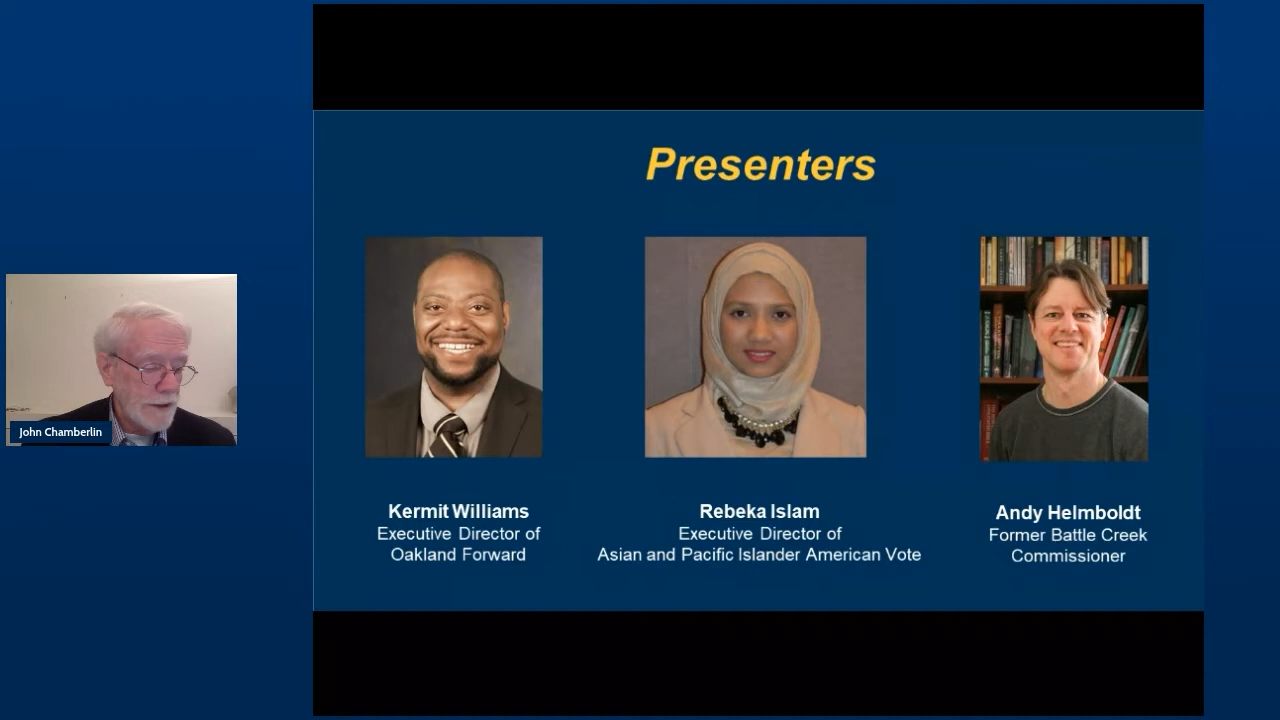 John Chamberlin
Presenters
Kermit Williams
Executive Director of
Oakland Forward
Rebeka Islam
Executive Director of
Asian and Pacific Islander American Vote
Andy Helmboldt
Former Battle Creek
Commissioner